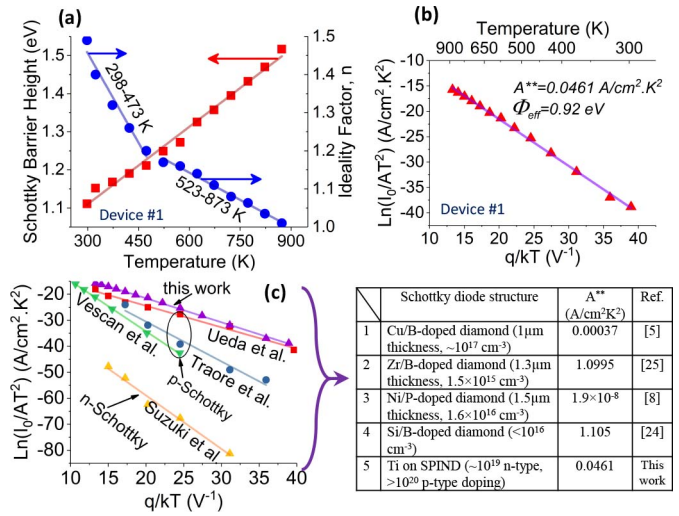 (a)
Schottky Barrier Height (eV)
1.5
1.4
1.3
1.2
1.1
298-473 K
523-873 K
Device #1
1.5
1.4
1.3
1.2
1.1
1.0
Ideality Factor, n
300 400 500 600 700 800 900
Temperature (K)
(b)
Temperature (K)
900 650 500 400 300
Ln(I₀/AT²) (A/cm².K²)
-10
-15
-20
-25
-30
-35
-40
A**=0.0461 A/cm².K²
Φeff=0.92 eV
Device #1
10 15 20 25 30 35 40
q/kT (V⁻¹)
(c)
Ln(I₀/AT²) (A/cm².K²)
-20
-30
-40
-50
-60
-70
-80
this work
Vescan et al.
Ueda et al.
Traore et al.
p-Schottky
n-Schottky
Suzuki et al.
10 15 20 25 30 35 40
q/kT (V⁻¹)
Schottky diode structure A** (A/cm²K²) Ref.
1 Cu/B-doped diamond (1μm thickness, ~10¹⁷ cm⁻³) 0.00037 [5]
2 Zr/B-doped diamond (1.3μm thickness, 1.5×10¹⁵ cm⁻³) 1.0995 [25]
3 Ni/P-doped diamond (1.5μm thickness, 1.6×10¹⁶ cm⁻³) 1.9×10⁻⁸ [8]
4 Si/B-doped diamond (<10¹⁶ cm⁻³) 1.105 [24]
5 Ti on SPIND (~10¹⁹ n-type, >10²⁰ p-type doping) 0.0461 This work